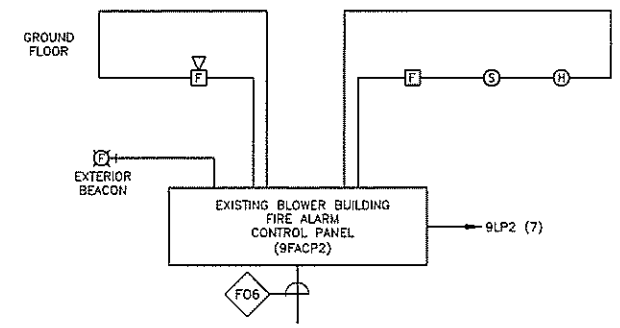 GROUND
FLOOR
F
F
S
H
F
EXTERIOR
BEACON
EXISTING BLOWER BUILDING
FIRE ALARM
CONTROL PANEL
(9FACP2)
9LP2 (7)
F06